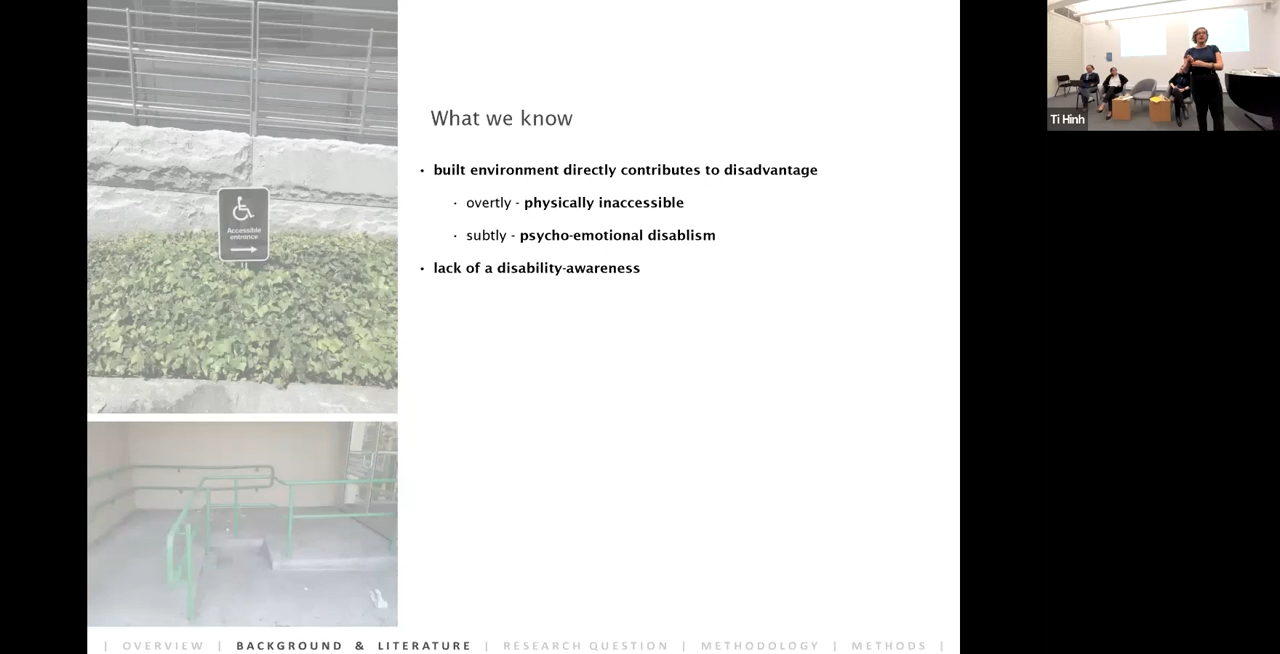 What we know
• built environment directly contributes to disadvantage
• overtly - physically inaccessible
• subtly - psycho-emotional disablism
• lack of a disability-awareness
Accessible
entrance
Ti Hinh
| OVERVIEW | BACKGROUND & LITERATURE | RESEARCH QUESTION | METHODOLOGY | METHODS |